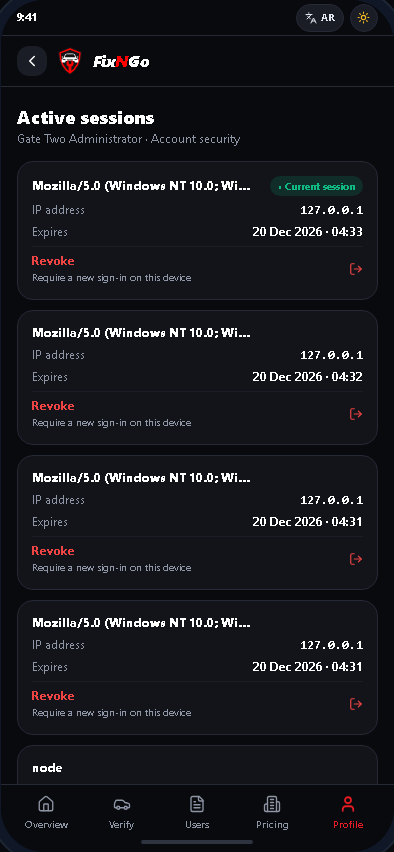 9:41
AR
FixNGo
Active sessions
Gate Two Administrator · Account security
Mozilla/5.0 (Windows NT 10.0; Wi...
• Current session
IP address
127.0.0.1
Expires
20 Dec 2026 · 04:33
Revoke
Require a new sign-in on this device
Mozilla/5.0 (Windows NT 10.0; Wi...
IP address
127.0.0.1
Expires
20 Dec 2026 · 04:32
Revoke
Require a new sign-in on this device
Mozilla/5.0 (Windows NT 10.0; Wi...
IP address
127.0.0.1
Expires
20 Dec 2026 · 04:31
Revoke
Require a new sign-in on this device
Mozilla/5.0 (Windows NT 10.0; Wi...
IP address
127.0.0.1
Expires
20 Dec 2026 · 04:31
Revoke
Require a new sign-in on this device
node
Overview
Verify
Users
Pricing
Profile